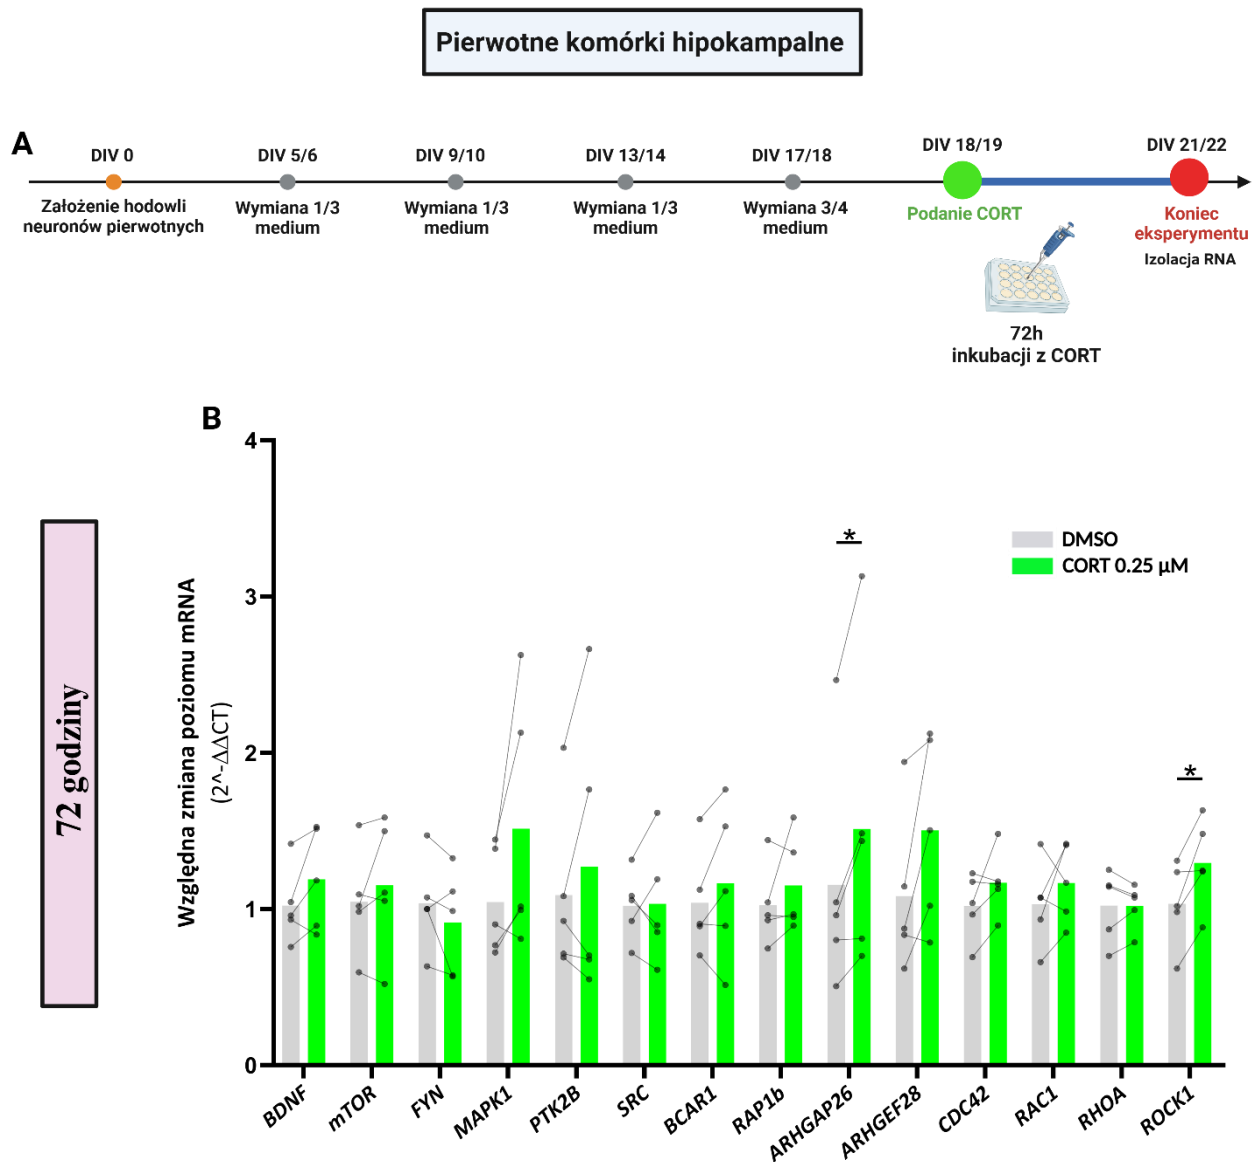 Pierwotne komórki hipokampalne
A
DIV 0
DIV 5/6
DIV 9/10
DIV 13/14
DIV 17/18
DIV 18/19
DIV 21/22
Założenie hodowli
neuronów pierwotnych
Wymiana 1/3
medium
Wymiana 1/3
medium
Wymiana 1/3
medium
Wymiana 3/4
medium
Podanie CORT
Koniec
eksperymentu
Izolacja RNA
72h
inkubacji z CORT
B
72 godziny
Względna zmiana poziomu mRNA
(2^-ΔΔCT)
4
3
2
1
0
*
*
DMSO
CORT 0.25 µM
BDNF
mTOR
FYN
MAPK1
PTK2B
SRC
BCAR1
RAP1b
ARHGAP26
ARHGEF28
CDC42
RAC1
RHOA
ROCK1